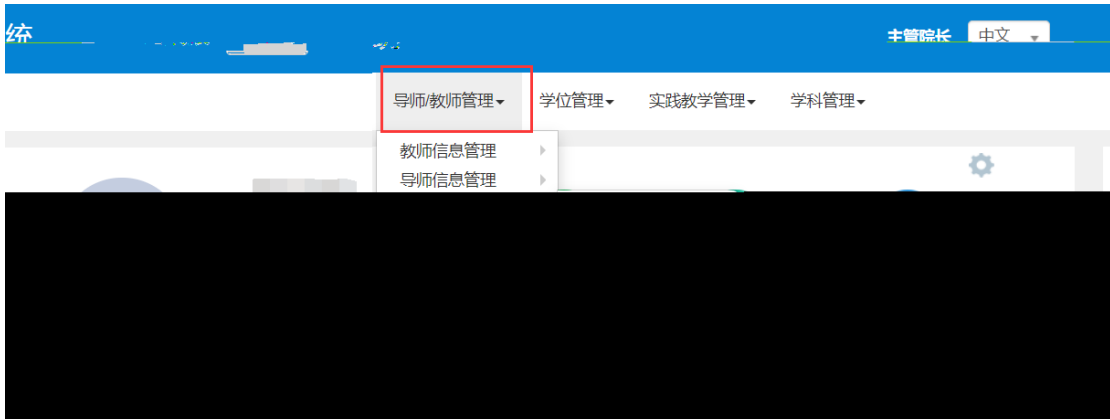 统
主管院长 中文
导师/教师管理 学位管理 实践教学管理 学科管理
教师信息管理
导师信息管理